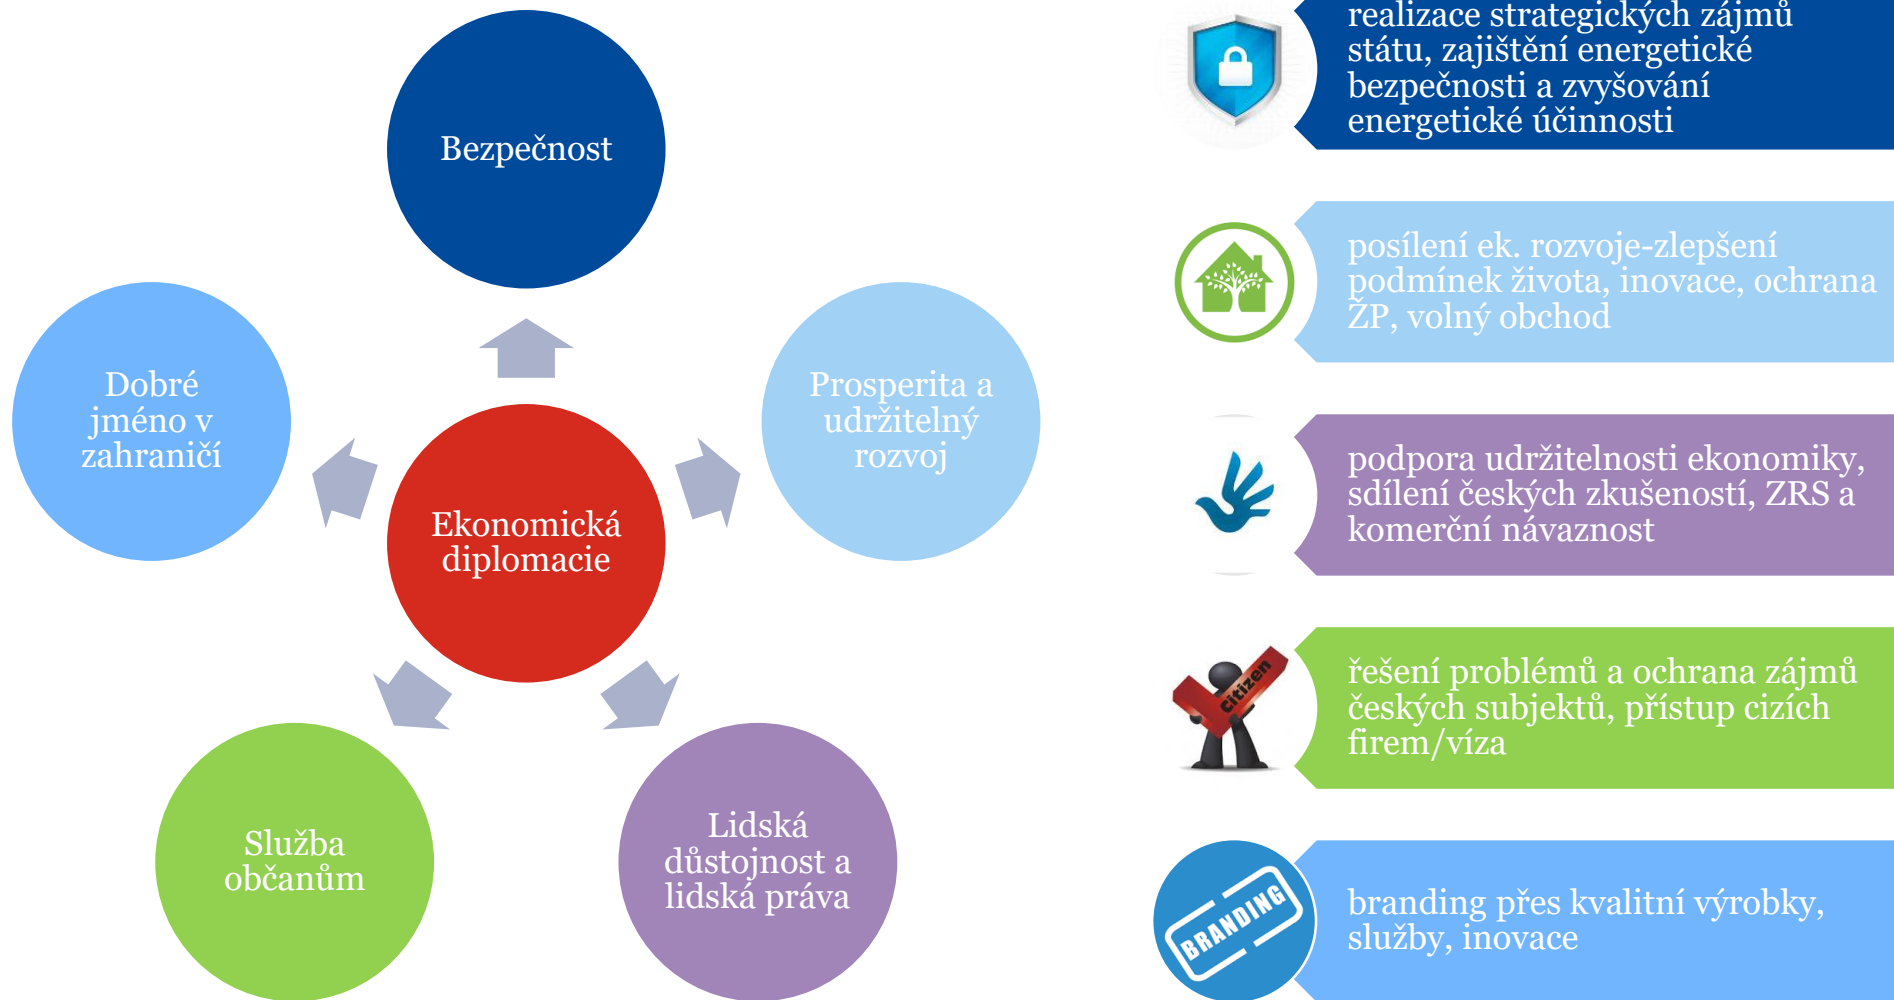 Bezpečnost
Dobré
jméno v
zahraničí
Prosperita a
udržitelný
rozvoj
Ekonomická
diplomacie
Služba
občanům
Lidská
důstojnost a
lidská práva
realizace strategických zájmů
státu, zajištění energetické
bezpečnosti a zvyšování
energetické účinnosti
posílení ek. rozvoje-zlepšení
podmínek života, inovace, ochrana
ŽP, volný obchod
podpora udržitelnosti ekonomiky,
sdílení českých zkušeností, ZRS a
komerční návaznost
citizen
řešení problémů a ochrana zájmů
českých subjektů, přístup cizích
firem/víza
BRANDING
branding přes kvalitní výrobky,
služby, inovace